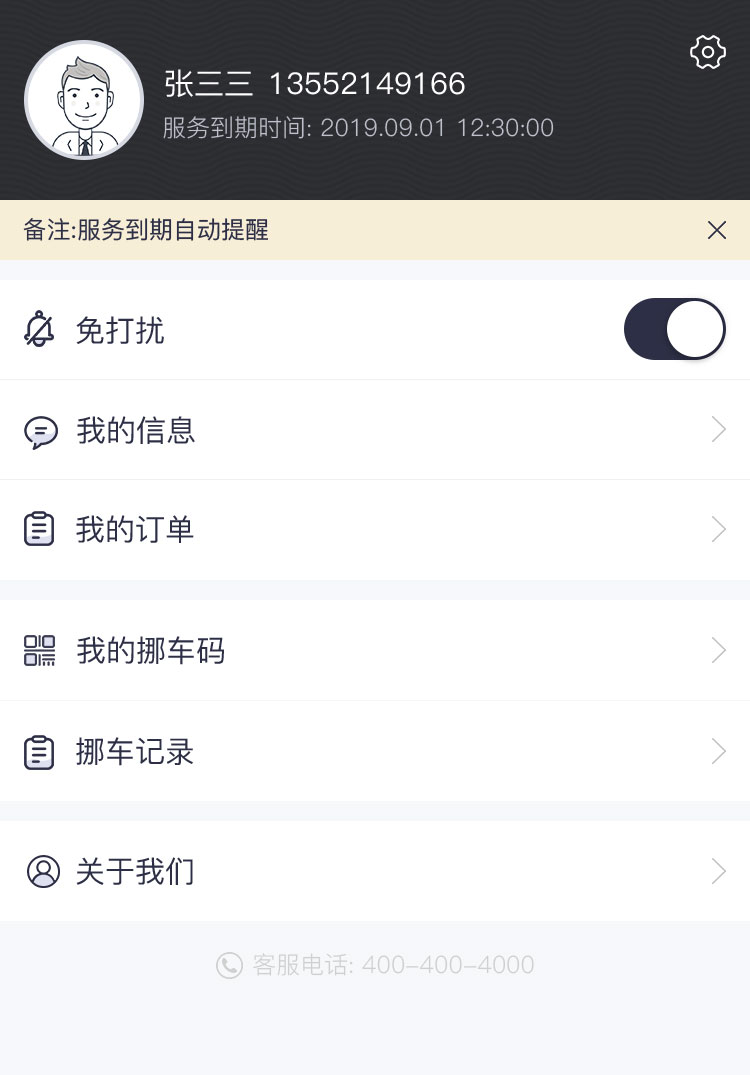 张三三 13552149166
服务到期时间: 2019.09.01 12:30:00
备注:服务到期自动提醒
免打扰
我的信息
我的订单
我的挪车码
挪车记录
关于我们
客服电话: 400-400-4000